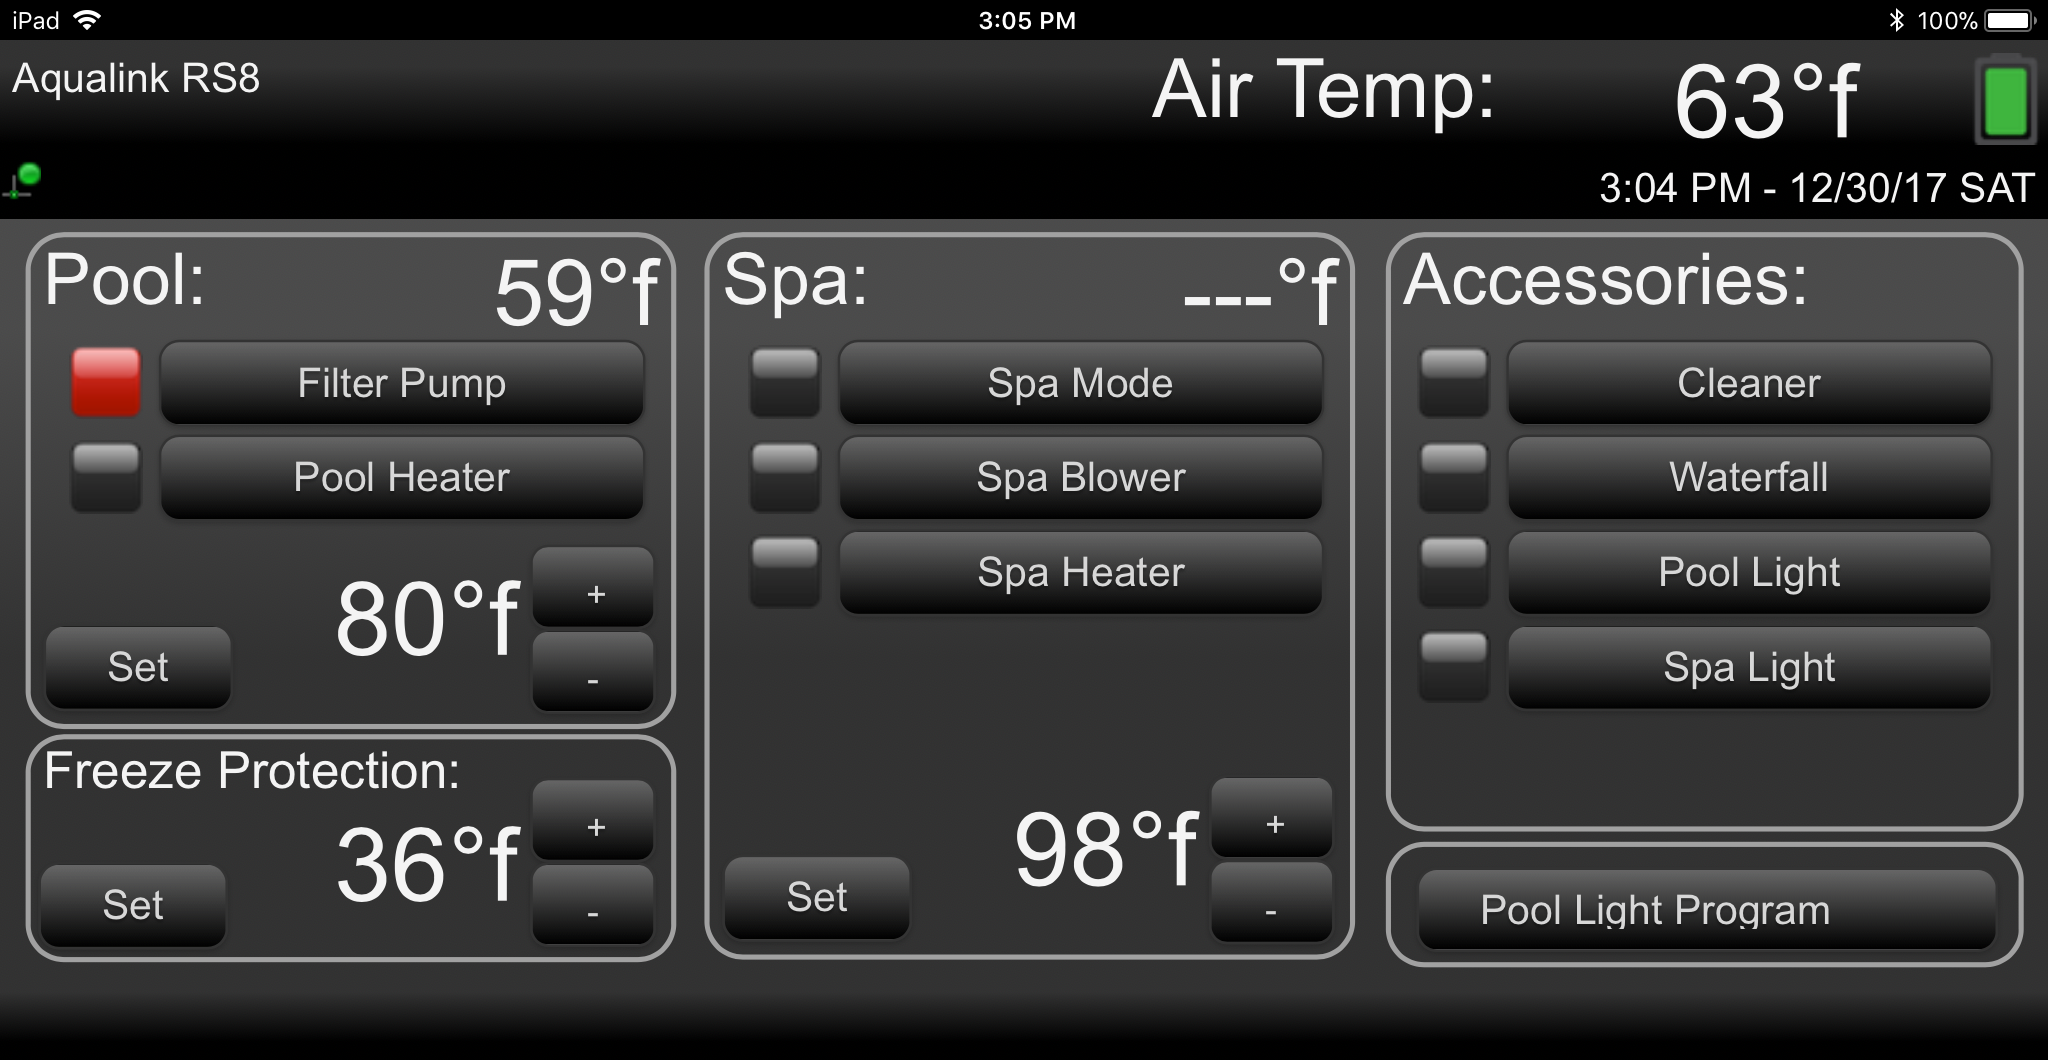 iPad 3:05 PM 100%
Aqualink RS8
Air Temp: 63°f
3:04 PM - 12/30/17 SAT
Pool: 59°f
Filter Pump
Pool Heater
80°f
+
-
Set
Freeze Protection:
36°f
+
-
Set
Spa: ---°f
Spa Mode
Spa Blower
Spa Heater
98°f
+
-
Set
Accessories:
Cleaner
Waterfall
Pool Light
Spa Light
Pool Light Program